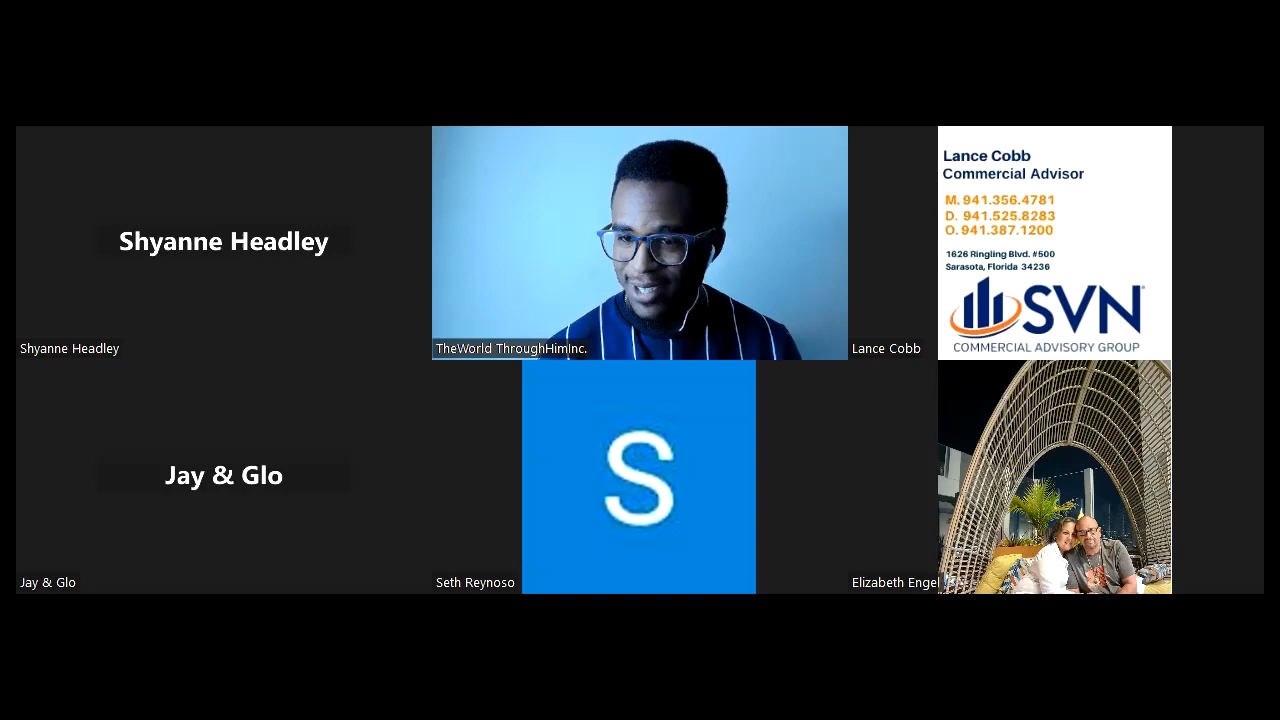 Shyanne Headley
Shyanne Headley
TheWorld ThroughHimInc.
Lance Cobb
Lance Cobb
Commercial Advisor
M. 941.356.4781
D. 941.525.8283
O. 941.387.1200
1626 Ringling Blvd. #500
Sarasota, Florida 34236
SVN
COMMERCIAL ADVISORY GROUP
Jay & Glo
Jay & Glo
S
Seth Reynoso
Elizabeth Engel